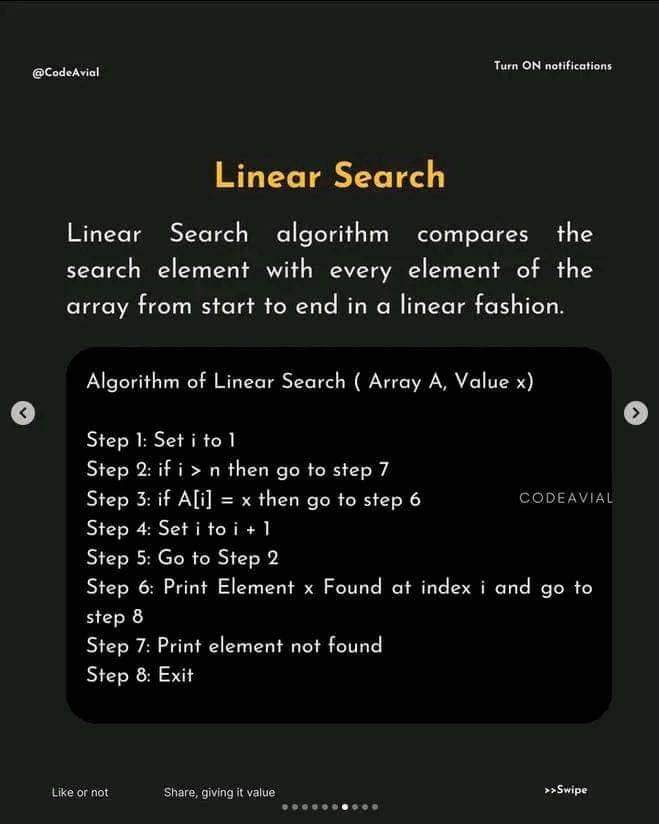 @CodeAvial
Turn ON notifications
Linear Search
Linear Search algorithm compares the
search element with every element of the
array from start to end in a linear fashion.
Algorithm of Linear Search ( Array A, Value x)
Step 1: Set i to 1
Step 2: if i > n then go to step 7
Step 3: if A[i] = x then go to step 6
CODEAVIAL
Step 4: Set i to i + 1
Step 5: Go to Step 2
Step 6: Print Element x Found at index i and go to
step 8
Step 7: Print element not found
Step 8: Exit
Like or not
Share, giving it value
>>Swipe